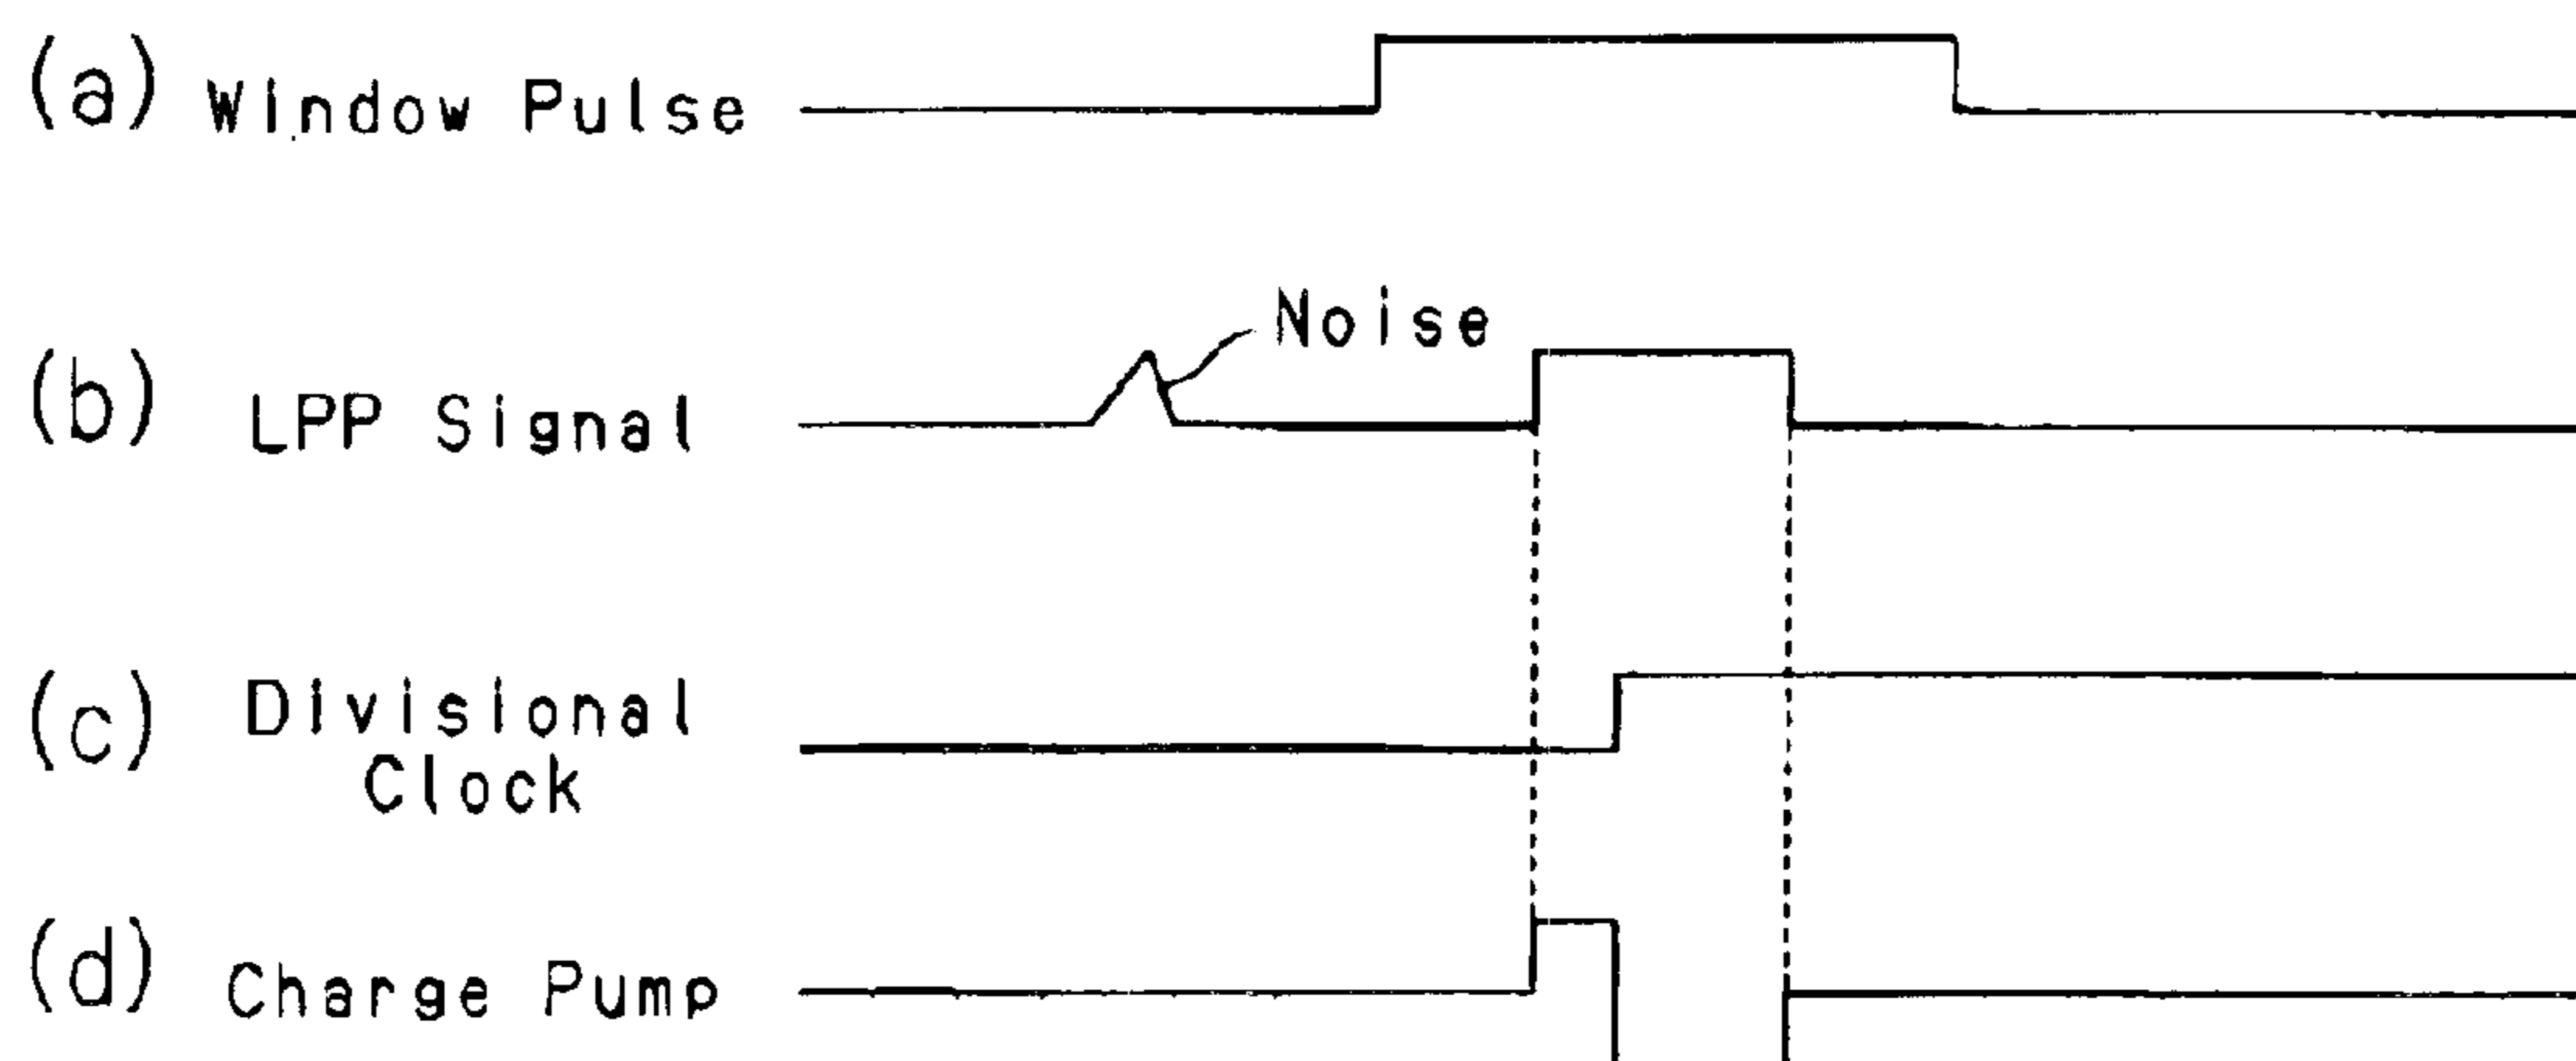 (a) Window Pulse
Noise
(b) LPP Signal
(c) Divisional
Clock
(d) Charge Pump